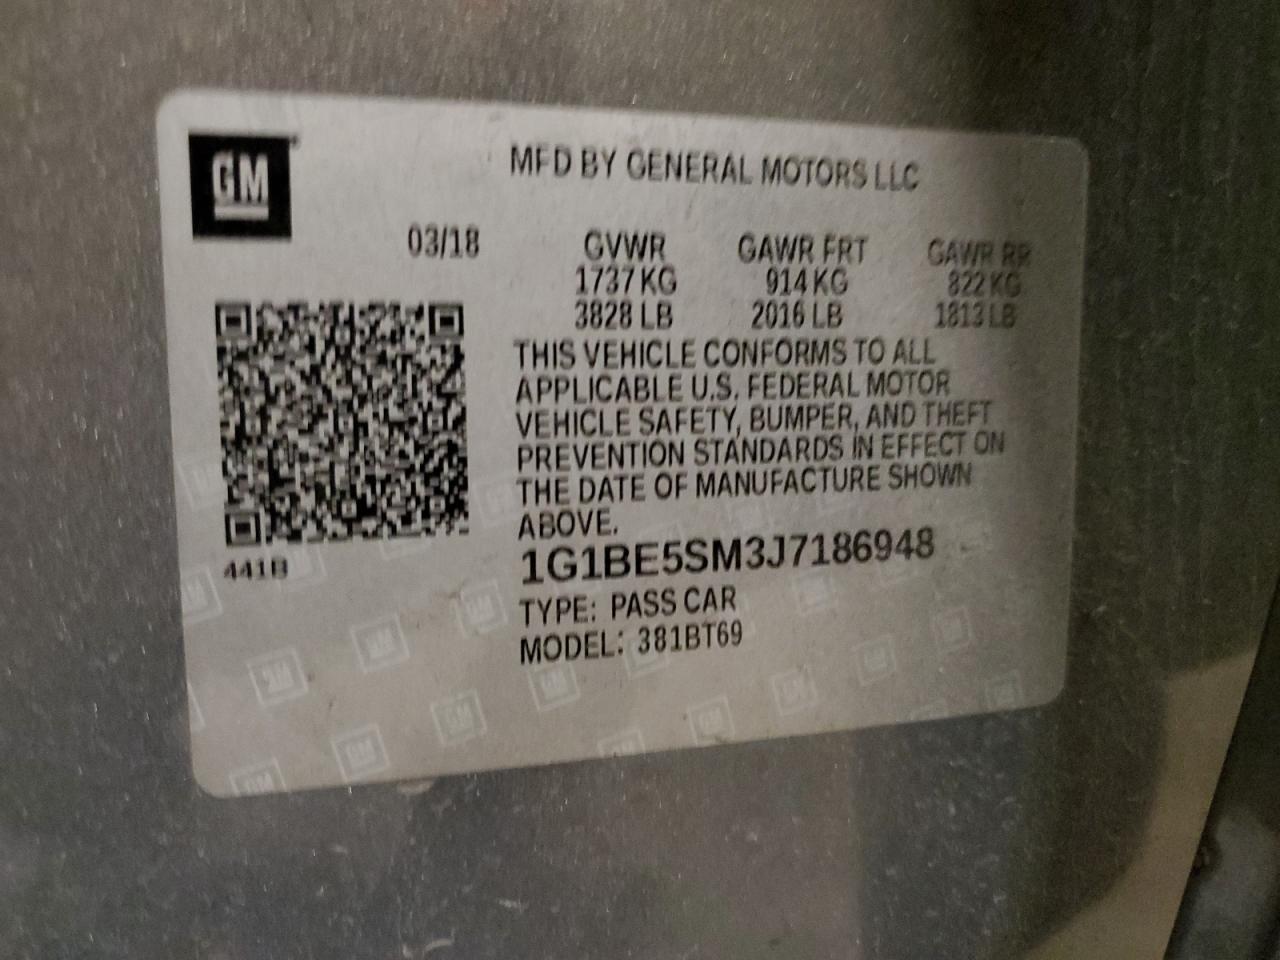 GM
MFD BY GENERAL MOTORS LLC
03/18 GVWR GAWR FRT GAWR RR
1737 KG 914 KG 822 KG
3828 LB 2016 LB 1813 LB
THIS VEHICLE CONFORMS TO ALL
APPLICABLE U.S. FEDERAL MOTOR
VEHICLE SAFETY, BUMPER, AND THEFT
PREVENTION STANDARDS IN EFFECT ON
THE DATE OF MANUFACTURE SHOWN
ABOVE.
441B
1G1BE5SM3J7186948
TYPE: PASS CAR
MODEL: 381BT69